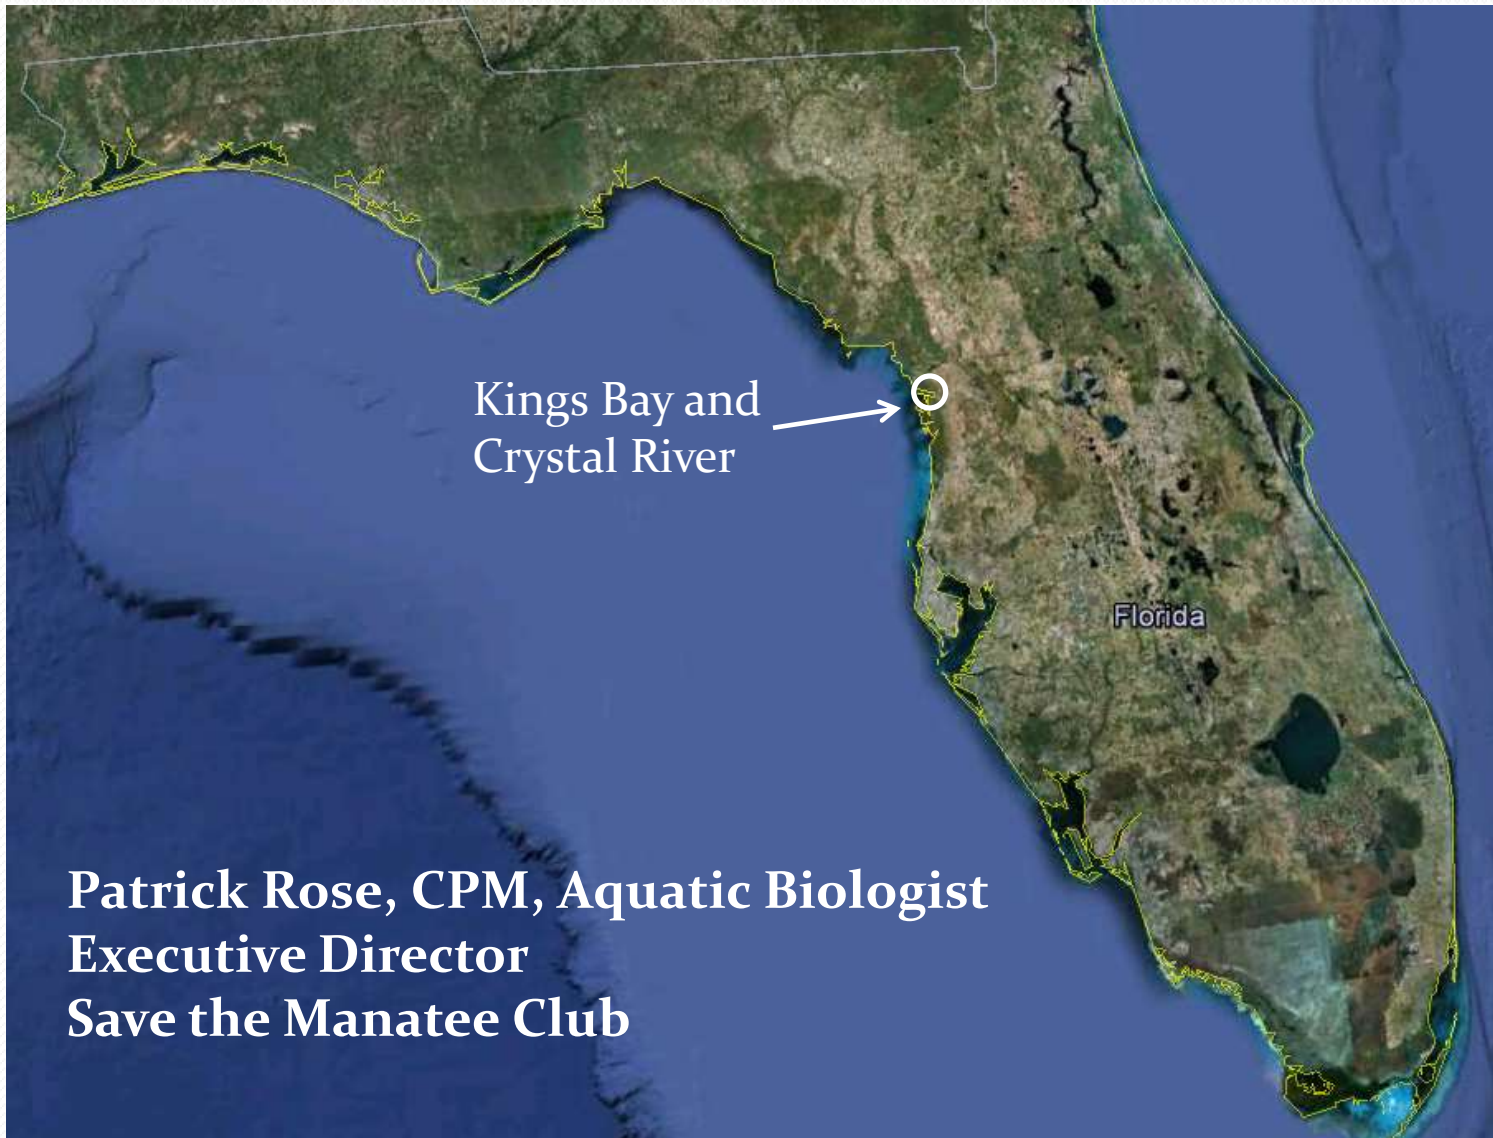 Kings Bay and
Crystal River
Florida
Patrick Rose, CPM, Aquatic Biologist
Executive Director
Save the Manatee Club